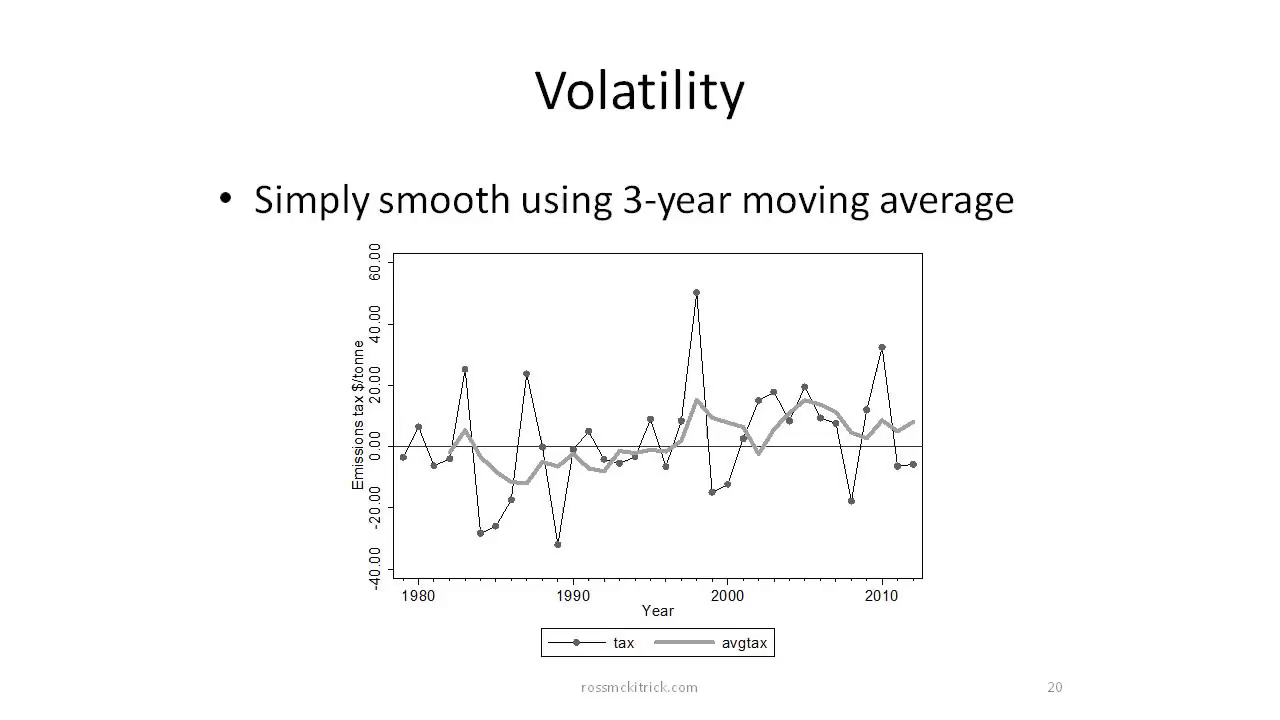 Volatility
• Simply smooth using 3-year moving average
60.00
40.00
20.00
0.00
-20.00
-40.00
Emissions tax $/tonne
1980 1990 2000 2010
Year
tax avgtax
rossmckitrick.com 20